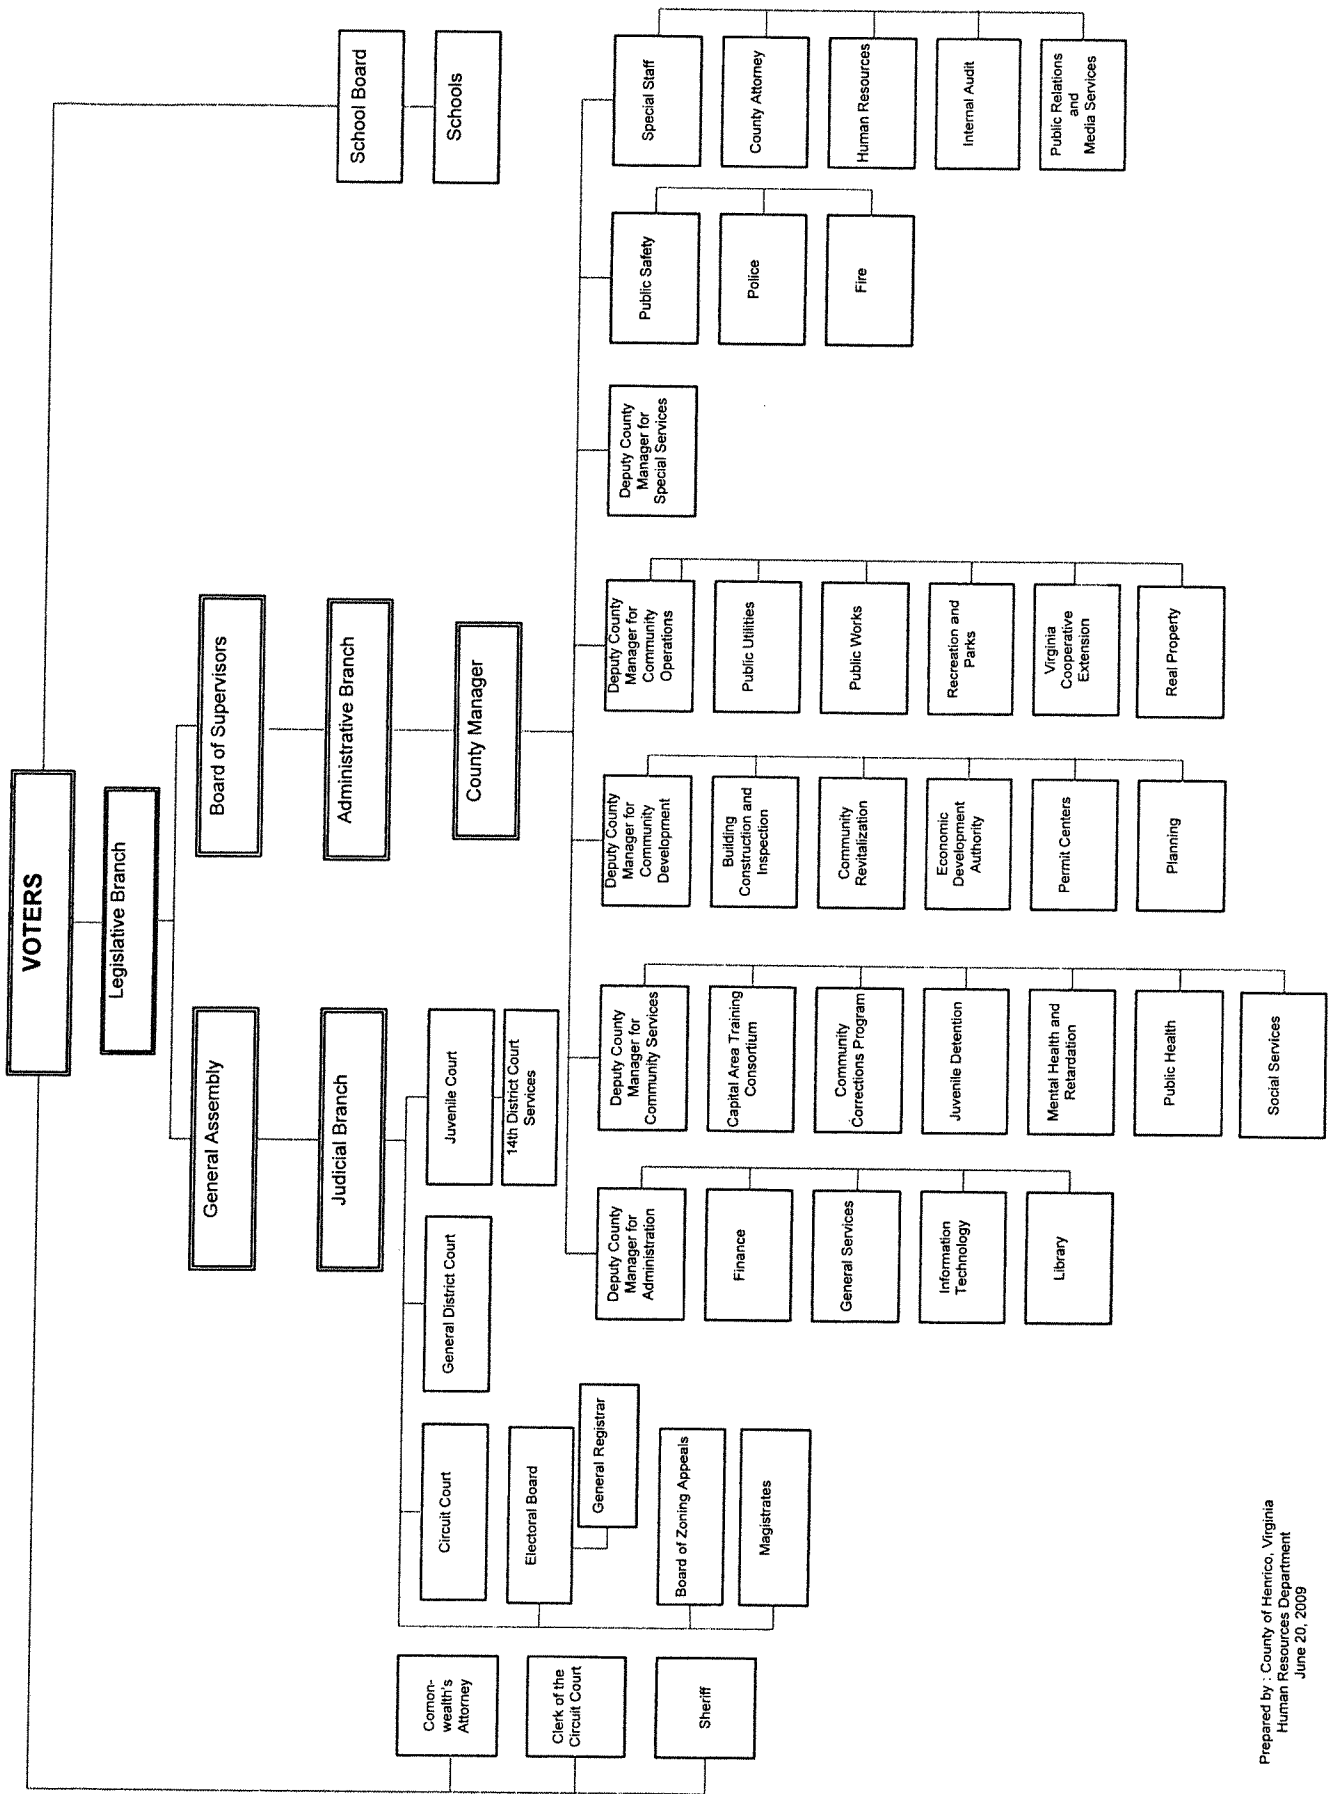 VOTERS
Legislative Branch
General Assembly
Board of Supervisors
School Board
Schools
Judicial Branch
Administrative Branch
County Manager
Comon-
wealth's
Attorney
Clerk of the
Circuit Court
Sheriff
Circuit Court
Electoral Board
General Registrar
Board of Zoning Appeals
Magistrates
General District Court
Juvenile Court
14th District Court
Services
Deputy County
Manager for
Administration
Finance
General Services
Information
Technology
Library
Deputy County
Manager for
Community Services
Capital Area Training
Consortium
Community
Corrections Program
Juvenile Detention
Mental Health and
Retardation
Public Health
Social Services
Deputy County
Manager for
Community
Development
Building
Construction and
Inspection
Community
Revitalization
Economic
Development
Authority
Permit Centers
Planning
Deputy County
Manager for
Community
Operations
Public Utilities
Public Works
Recreation and
Parks
Virginia
Cooperative
Extension
Real Property
Deputy County
Manager for
Special Services
Public Safety
Police
Fire
Special Staff
County Attorney
Human Resources
Internal Audit
Public Relations
and
Media Services
Prepared by : County of Henrico, Virginia
Human Resources Department
June 20, 2009